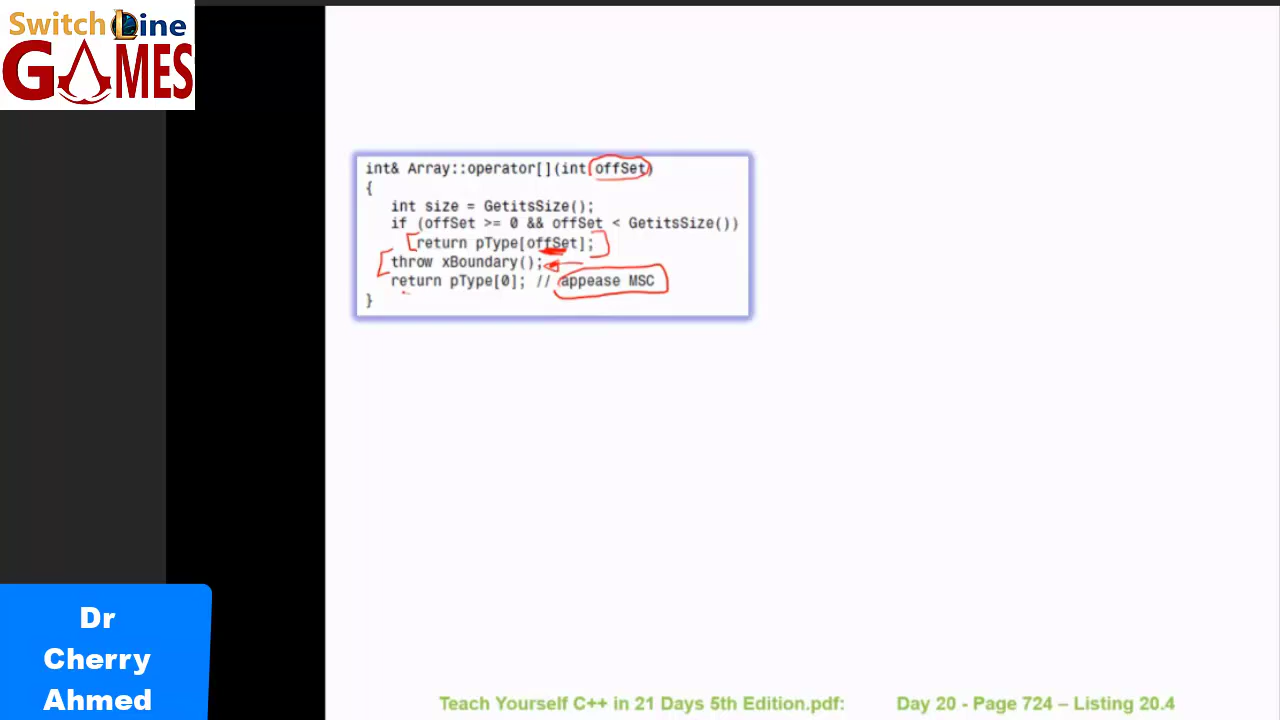 Switch Line
GAMES
int& Array::operator[](int offSet)
{
int size = GetitsSize();
if (offSet >= 0 && offSet < GetitsSize())
return pType[offSet];
throw xBoundary();
return pType[0]; // appease MSC
}
Dr
Cherry
Ahmed
Teach Yourself C++ in 21 Days 5th Edition.pdf: Day 20 - Page 724 – Listing 20.4